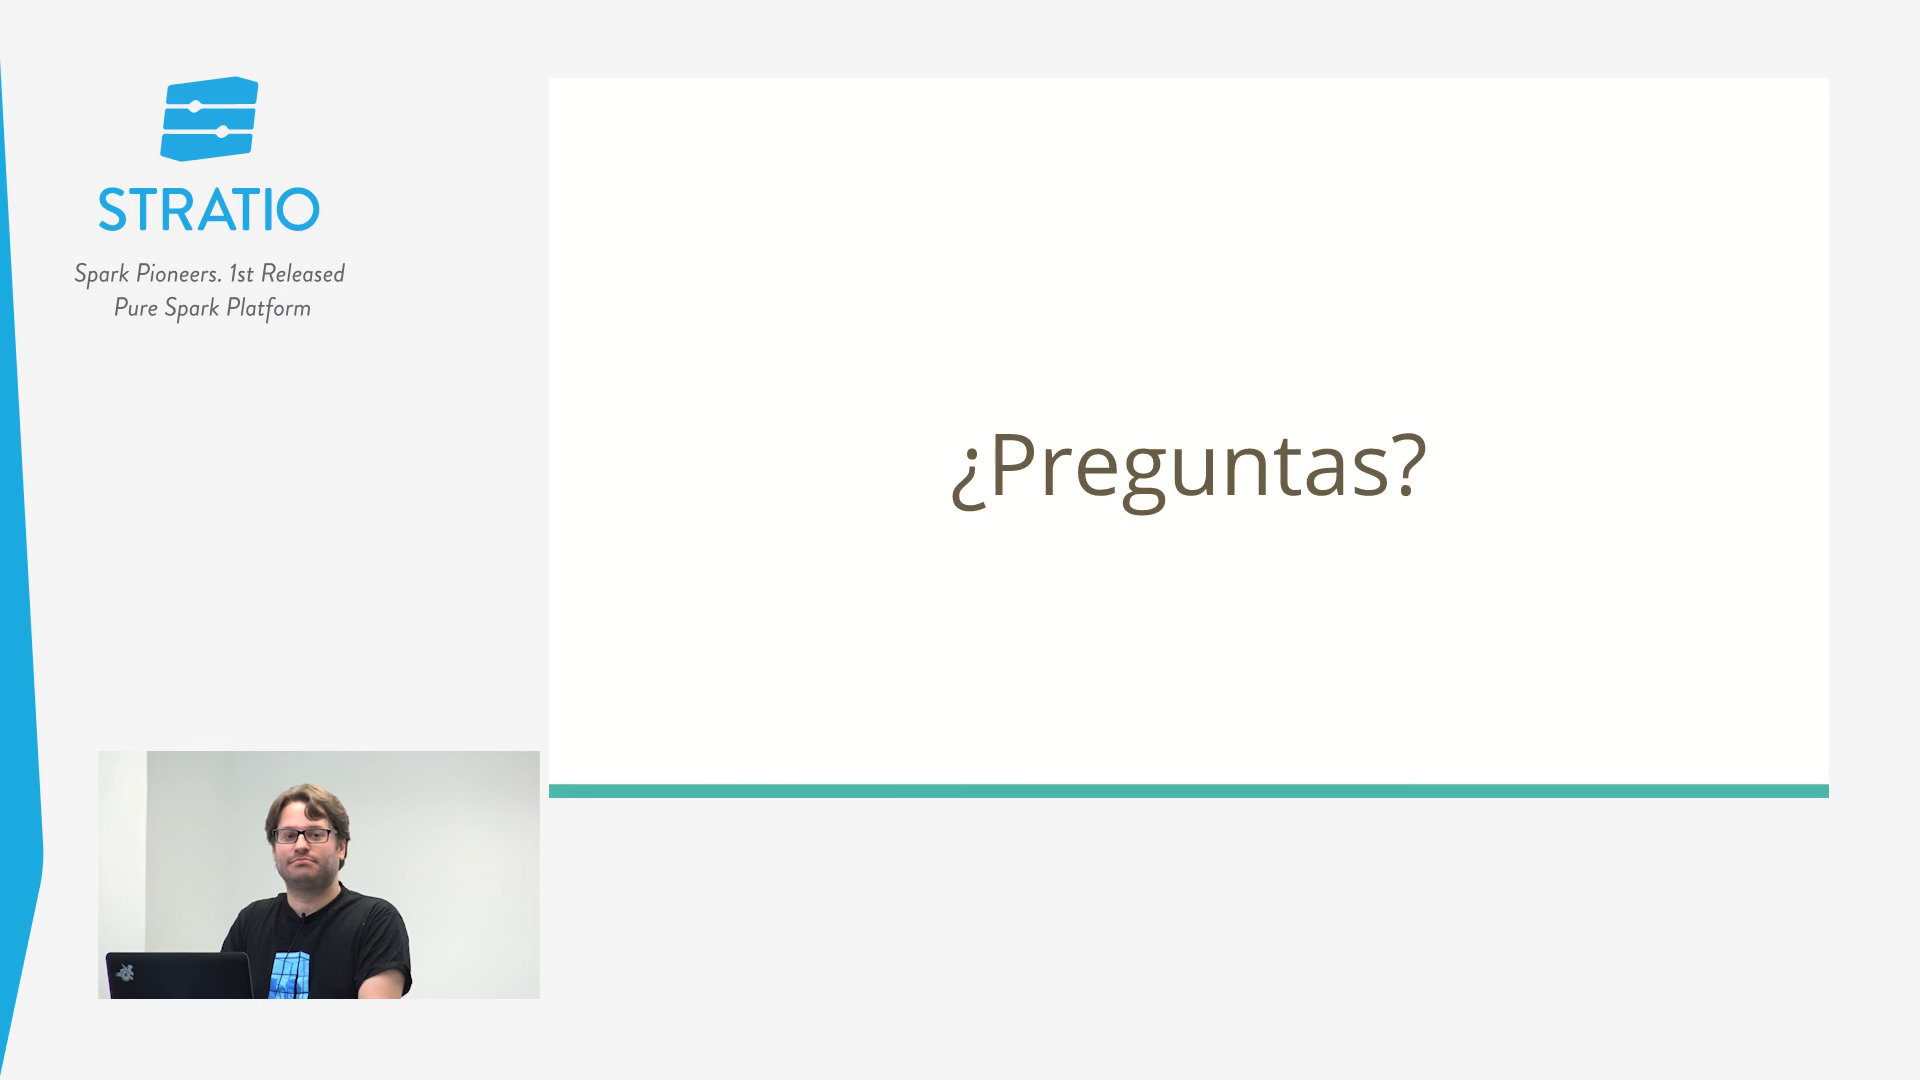 STRATIO
Spark Pioneers. 1st Released
Pure Spark Platform
¿Preguntas?